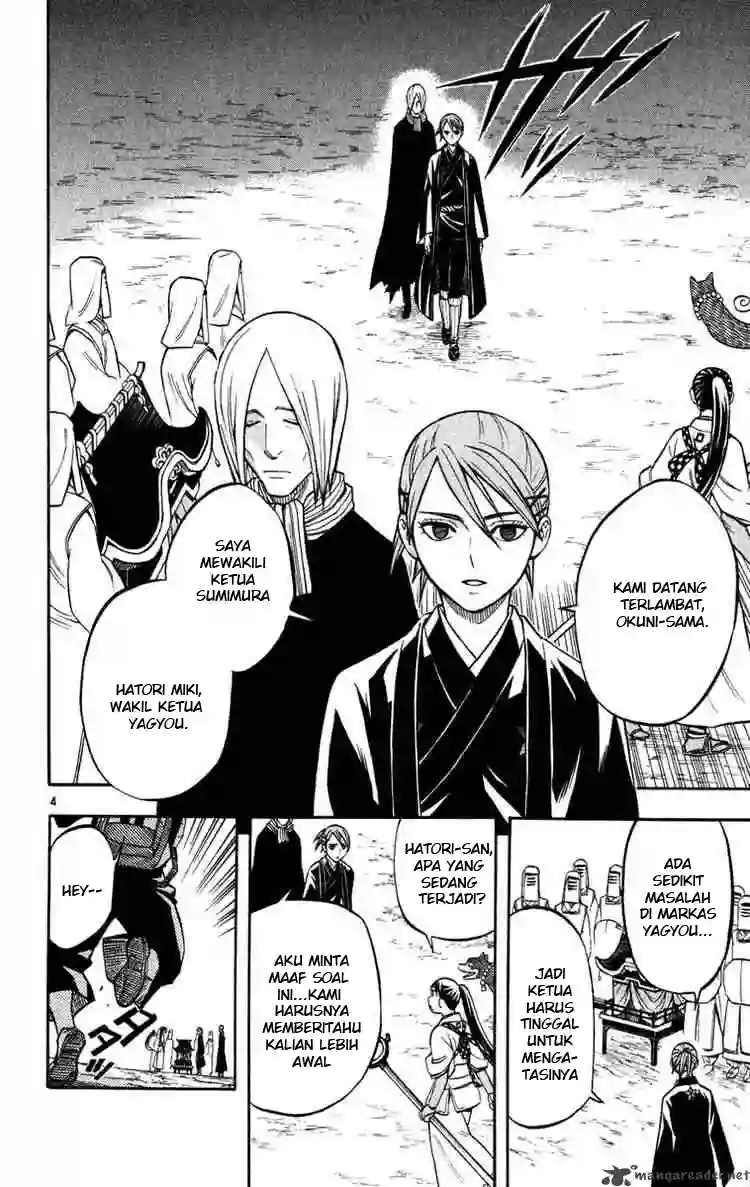 KAMI DATANG
TERLAMBAT,
OKUNI-SAMA.
SAYA
MEWAKILI
KETUA
SUMIMURA
HATORI MIKI,
WAKIL KETUA
YAGYOU.
4
ADA
SEDIKIT
MASALAH
DI MARKAS
YAGYOU...
JADI
KETUA
HARUS
TINGGAL
UNTUK
MENGA-
TASINYA
HATORI-SAN,
APA YANG
SEDANG
TERJADI?
AKU MINTA
MAAF SOAL
INI...KAMI
HARUSNYA
MEMBERITAHU
KALIAN LEBIH
AWAL
HEY--
mangareader.net